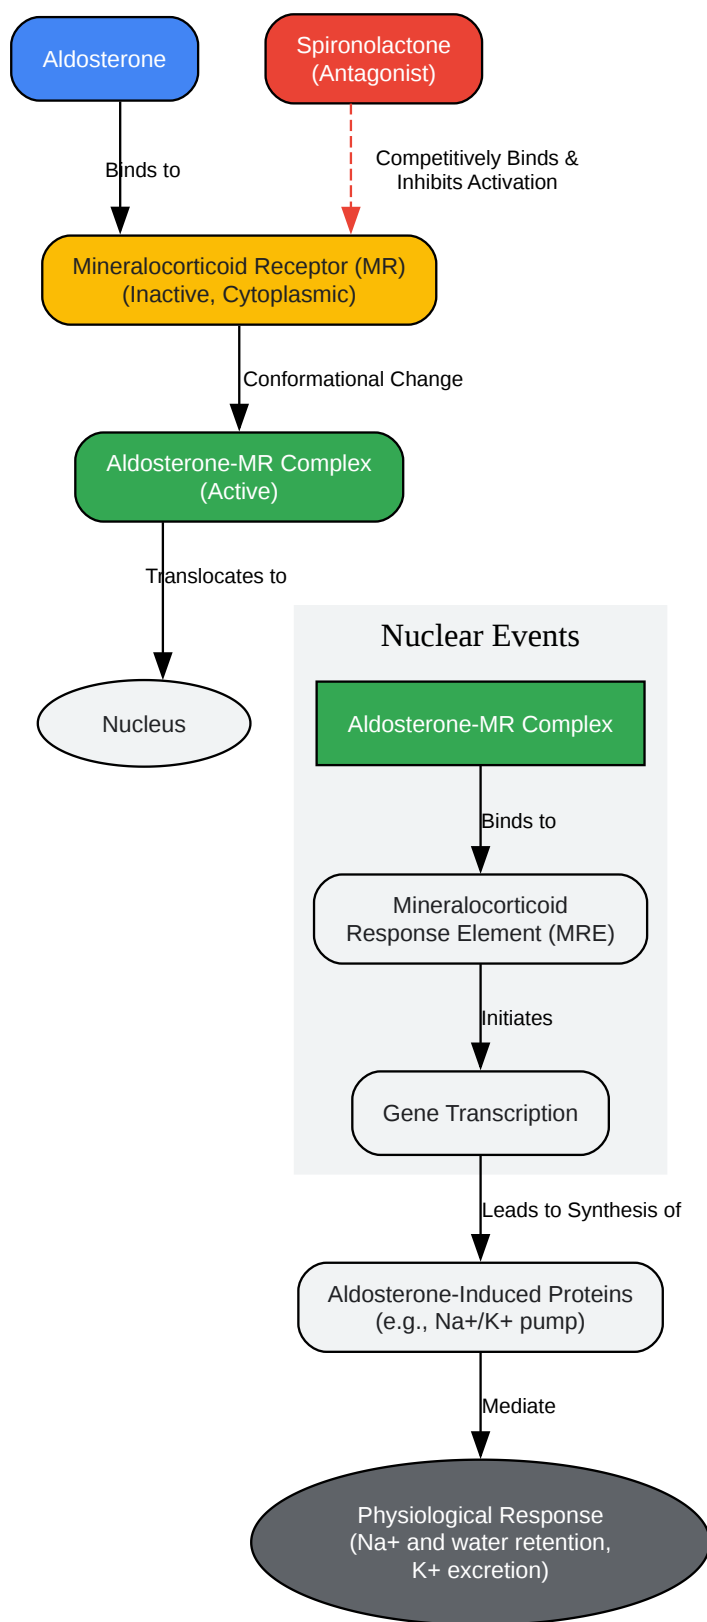 Aldosterone
Spironolactone
(Antagonist)
Binds to
Competitively Binds &
Inhibits Activation
Mineralocorticoid Receptor (MR)
(Inactive, Cytoplasmic)
Conformational Change
Aldosterone-MR Complex
(Active)
Translocates to
Nuclear Events
Nucleus
Aldosterone-MR Complex
Binds to
Mineralocorticoid
Response Element (MRE)
Initiates
Gene Transcription
Leads to Synthesis of
Aldosterone-Induced Proteins
(e.g., Na+/K+ pump)
Mediate
Physiological Response
(Na+ and water retention,
K+ excretion)